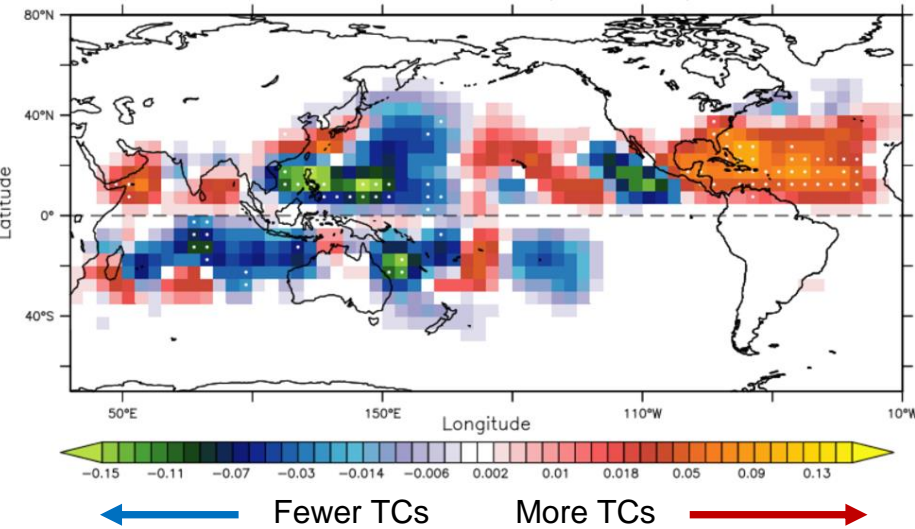 80°N
40°N
0°
40°S
Latitude
50°E 150°E 110°W 10°W
Longitude
−0.15 −0.11 −0.07 −0.03 −0.014 −0.006 0.002 0.01 0.018 0.05 0.09 0.13
Fewer TCs More TCs